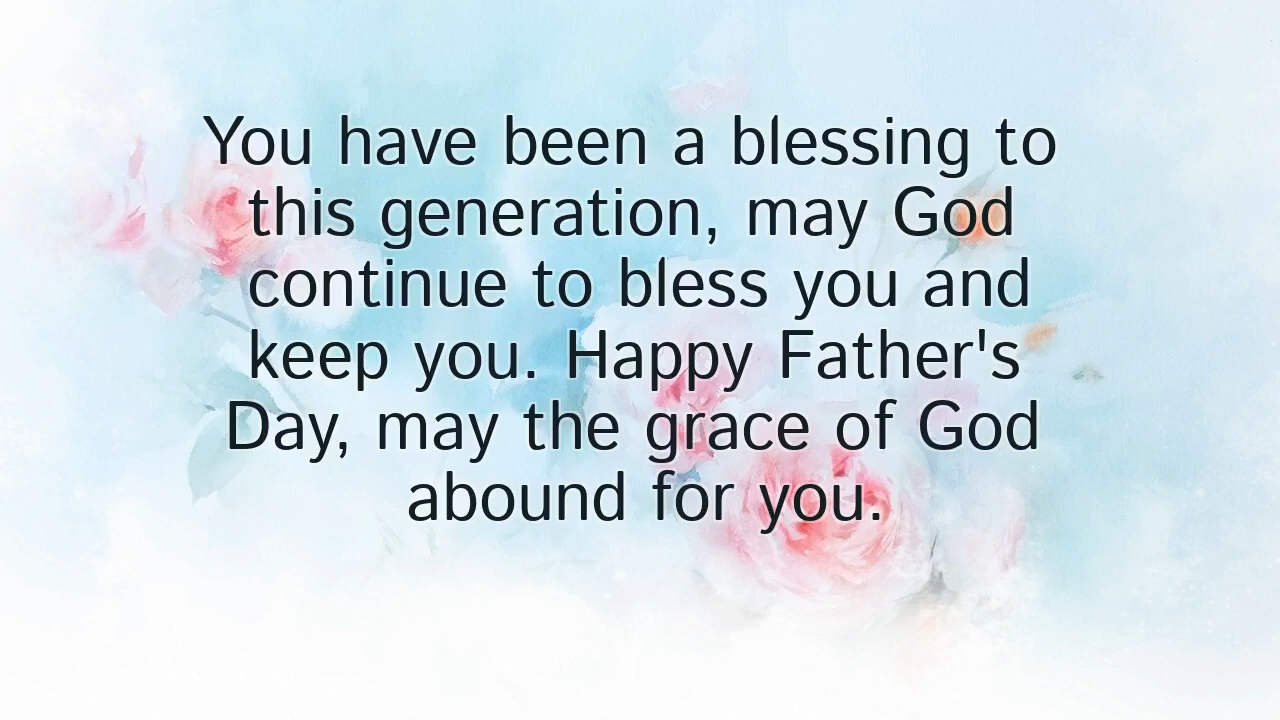 You have been a blessing to
this generation, may God
continue to bless you and
keep you. Happy Father's
Day, may the grace of God
abound for you.